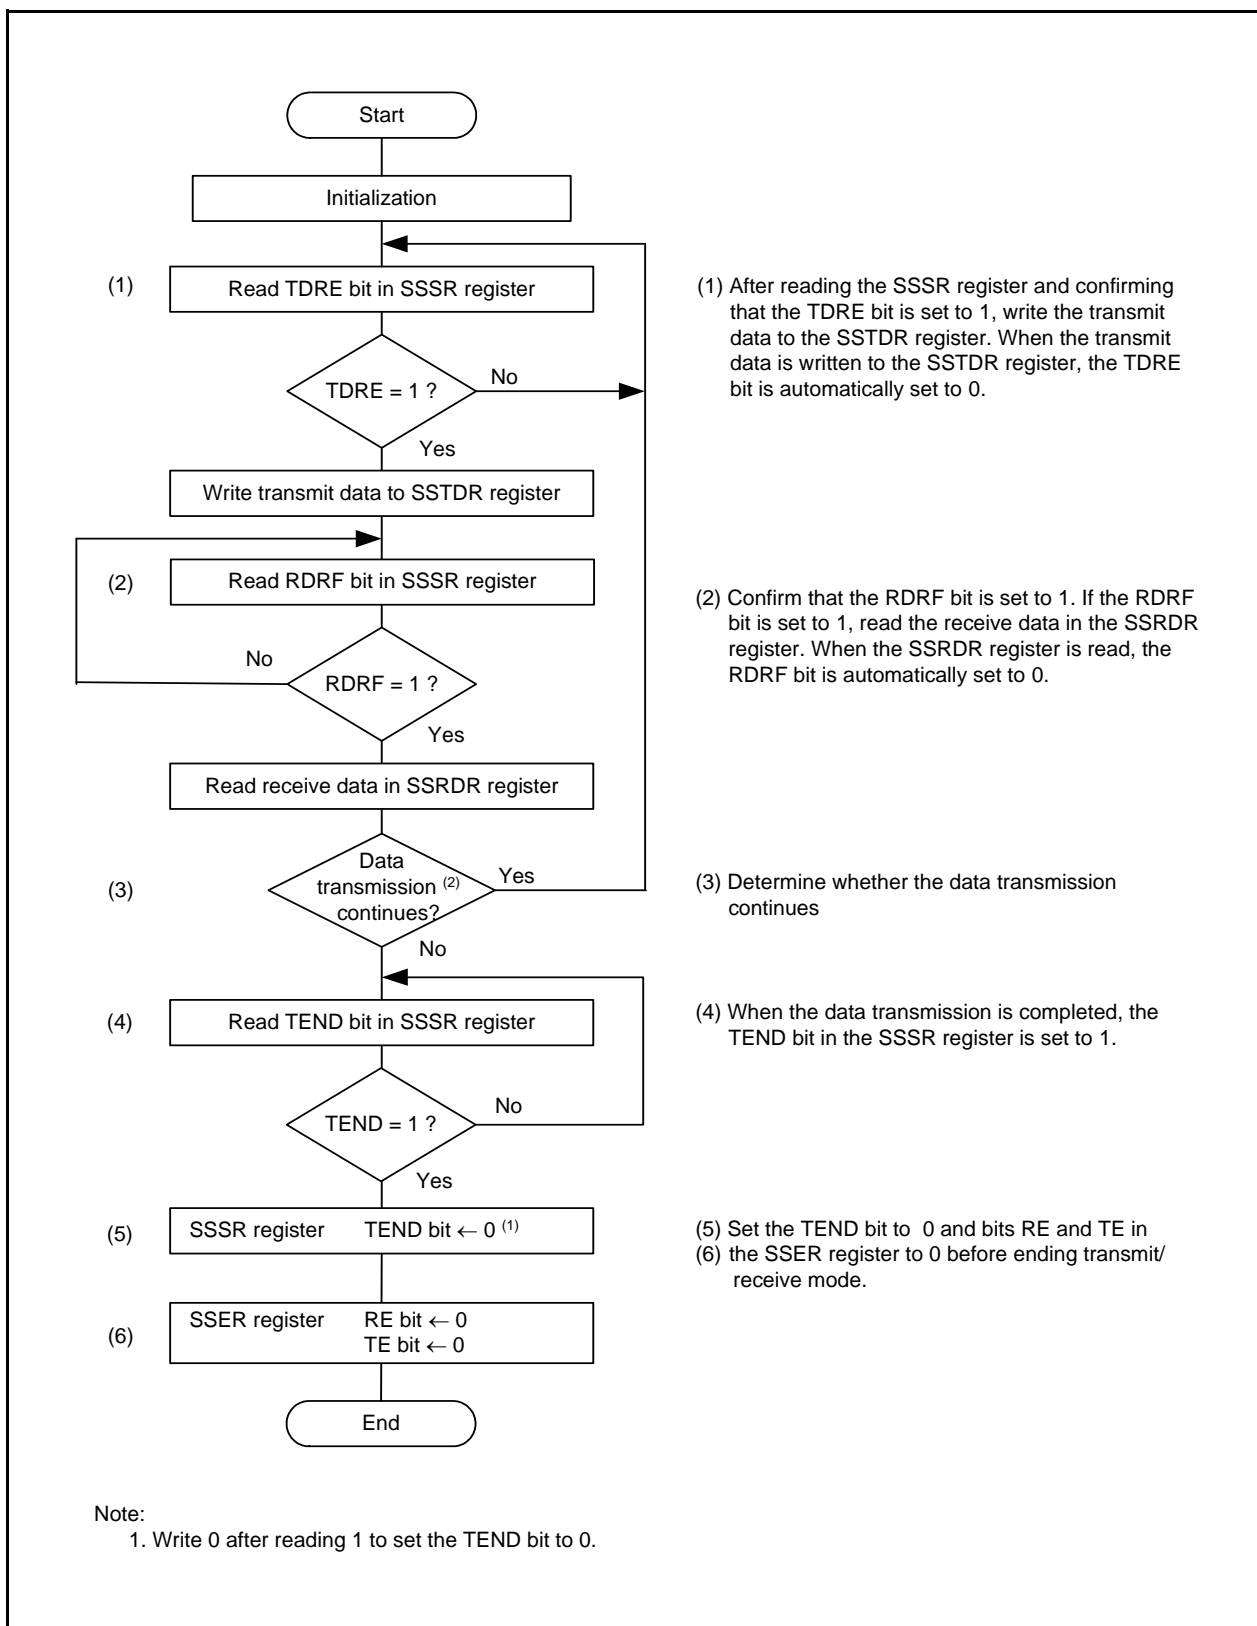 Start
Initialization
(1)
Read TDRE bit in SSSR register
TDRE = 1 ?
No
Yes
Write transmit data to SSTDR register
(2)
Read RDRF bit in SSSR register
No
RDRF = 1 ?
Yes
Read receive data in SSRDR register
(3)
Data
transmission (2)
continues?
Yes
No
(4)
Read TEND bit in SSSR register
TEND = 1 ?
No
Yes
(5)
SSSR register TEND bit ← 0 (1)
(6)
SSER register RE bit ← 0
TE bit ← 0
End
(1) After reading the SSSR register and confirming
that the TDRE bit is set to 1, write the transmit
data to the SSTDR register. When the transmit
data is written to the SSTDR register, the TDRE
bit is automatically set to 0.
(2) Confirm that the RDRF bit is set to 1. If the RDRF
bit is set to 1, read the receive data in the SSRDR
register. When the SSRDR register is read, the
RDRF bit is automatically set to 0.
(3) Determine whether the data transmission
continues
(4) When the data transmission is completed, the
TEND bit in the SSSR register is set to 1.
(5) Set the TEND bit to 0 and bits RE and TE in
(6) the SSER register to 0 before ending transmit/
receive mode.
Note:
1. Write 0 after reading 1 to set the TEND bit to 0.